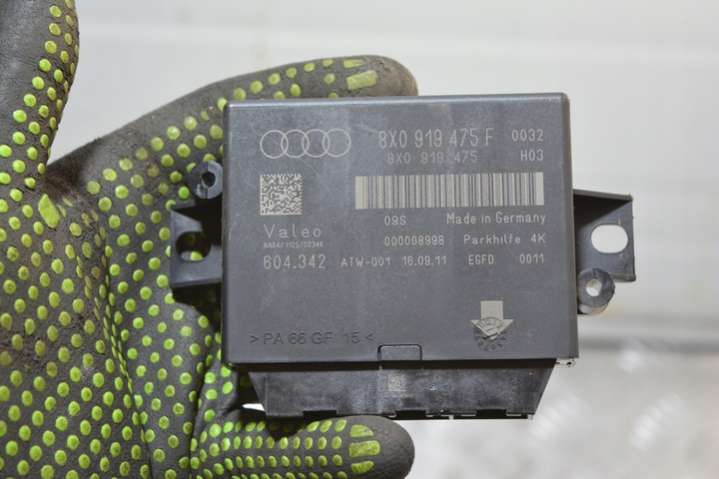 8X0 919 475 F 0032
8X0 919 475 H03
Valeo
09S Made in Germany
000008998 Parkhilfe 4K
604.342 ATW-001 16.09.11 EGFD 0011
>PA 66 GF 15<